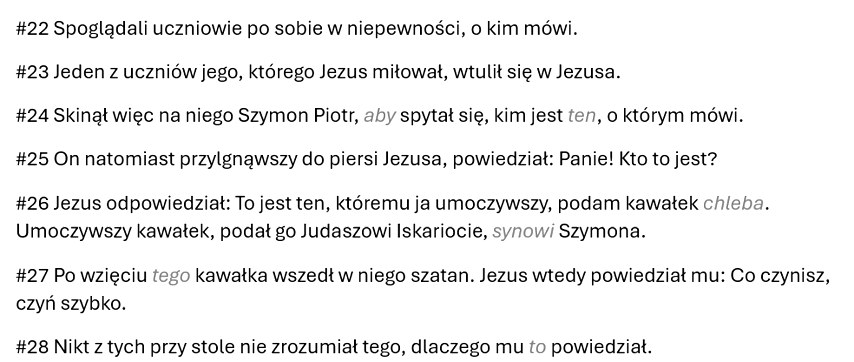 #22 Spoglądali uczniowie po sobie w niepewności, o kim mówi.
#23 Jeden z uczniów jego, którego Jezus miłował, wtulił się w Jezusa.
#24 Skinął więc na niego Szymon Piotr, aby spytał się, kim jest ten, o którym mówi.
#25 On natomiast przylgnąwszy do piersi Jezusa, powiedział: Panie! Kto to jest?
#26 Jezus odpowiedział: To jest ten, któremu ja umoczywszy, podam kawałek chleba.
Umoczywszy kawałek, podał go Judaszowi Iskariocie, synowi Szymona.
#27 Po wzięciu tego kawałka wszedł w niego szatan. Jezus wtedy powiedział mu: Co czynisz,
czyń szybko.
#28 Nikt z tych przy stole nie zrozumiał tego, dlaczego mu to powiedział.